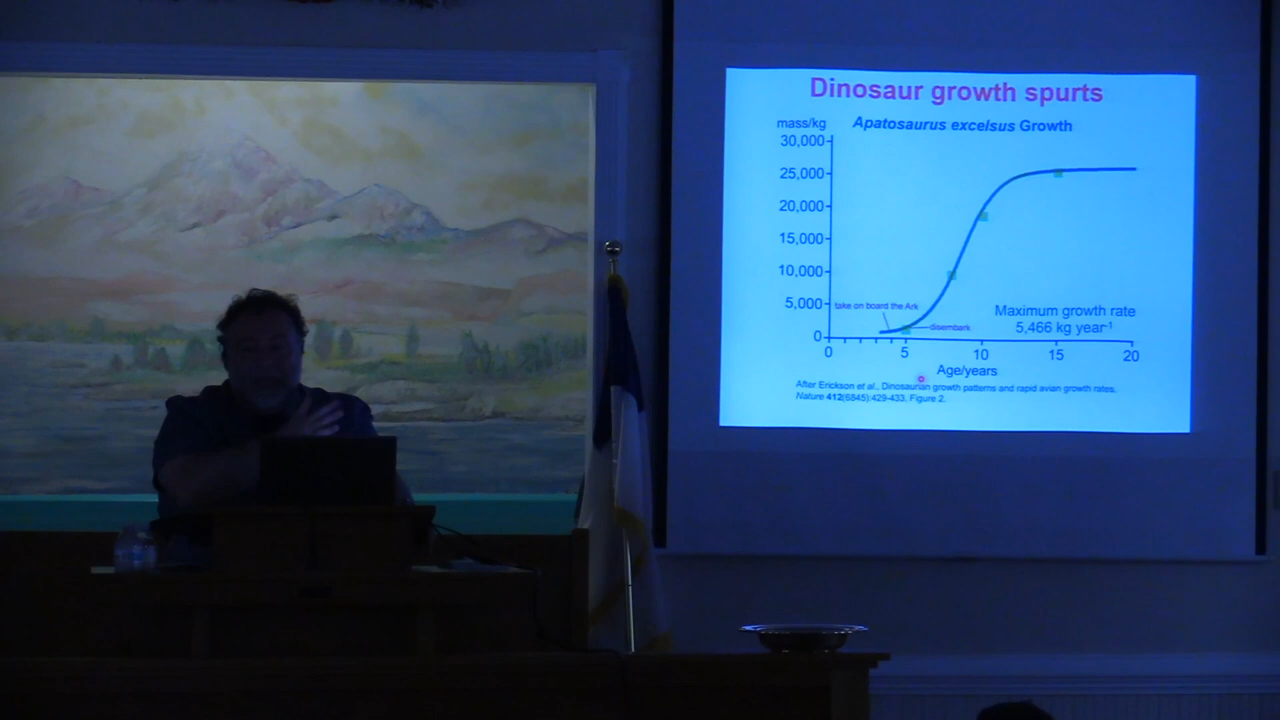 Dinosaur growth spurts
mass/kg
Apatosaurus excelsus Growth
30,000
25,000
20,000
15,000
10,000
5,000
0
take on board the Ark
disembark
Maximum growth rate
5,466 kg year-1
0
5
10
15
20
Age/years
After Erickson et al., Dinosaurian growth patterns and rapid avian growth rates,
Nature 412(6845):429-433, Figure 2.